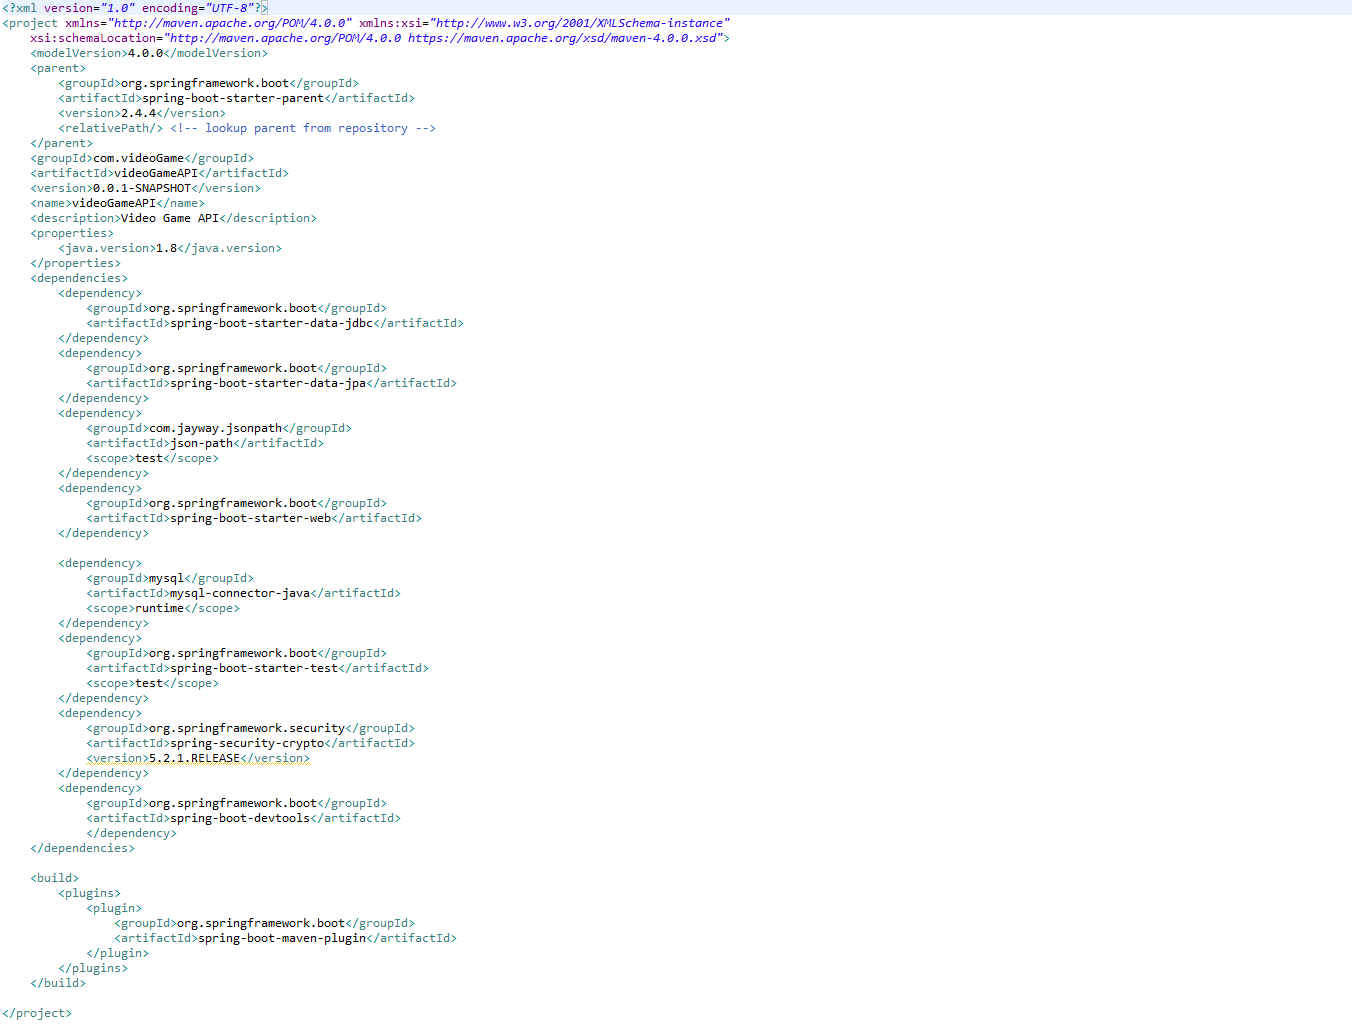 <?xml version="1.0" encoding="UTF-8"?>
<project xmlns="http://maven.apache.org/POM/4.0.0" xmlns:xsi="http://www.w3.org/2001/XMLSchema-instance"
    xsi:schemaLocation="http://maven.apache.org/POM/4.0.0 https://maven.apache.org/xsd/maven-4.0.0.xsd">
    <modelVersion>4.0.0</modelVersion>
    <parent>
        <groupId>org.springframework.boot</groupId>
        <artifactId>spring-boot-starter-parent</artifactId>
        <version>2.4.4</version>
        <relativePath/> <!-- lookup parent from repository -->
    </parent>
    <groupId>com.videoGame</groupId>
    <artifactId>videoGameAPI</artifactId>
    <version>0.0.1-SNAPSHOT</version>
    <name>videoGameAPI</name>
    <description>Video Game API</description>
    <properties>
        <java.version>1.8</java.version>
    </properties>
    <dependencies>
        <dependency>
            <groupId>org.springframework.boot</groupId>
            <artifactId>spring-boot-starter-data-jdbc</artifactId>
        </dependency>
        <dependency>
            <groupId>org.springframework.boot</groupId>
            <artifactId>spring-boot-starter-data-jpa</artifactId>
        </dependency>
        <dependency>
            <groupId>com.jayway.jsonpath</groupId>
            <artifactId>json-path</artifactId>
            <scope>test</scope>
        </dependency>
        <dependency>
            <groupId>org.springframework.boot</groupId>
            <artifactId>spring-boot-starter-web</artifactId>
        </dependency>

        <dependency>
            <groupId>mysql</groupId>
            <artifactId>mysql-connector-java</artifactId>
            <scope>runtime</scope>
        </dependency>
        <dependency>
            <groupId>org.springframework.boot</groupId>
            <artifactId>spring-boot-starter-test</artifactId>
            <scope>test</scope>
        </dependency>
        <dependency>
            <groupId>org.springframework.security</groupId>
            <artifactId>spring-security-crypto</artifactId>
            <version>5.2.1.RELEASE</version>
        </dependency>
        <dependency>
            <groupId>org.springframework.boot</groupId>
            <artifactId>spring-boot-devtools</artifactId>
            </dependency>
    </dependencies>

    <build>
        <plugins>
            <plugin>
                <groupId>org.springframework.boot</groupId>
                <artifactId>spring-boot-maven-plugin</artifactId>
            </plugin>
        </plugins>
    </build>

</project>